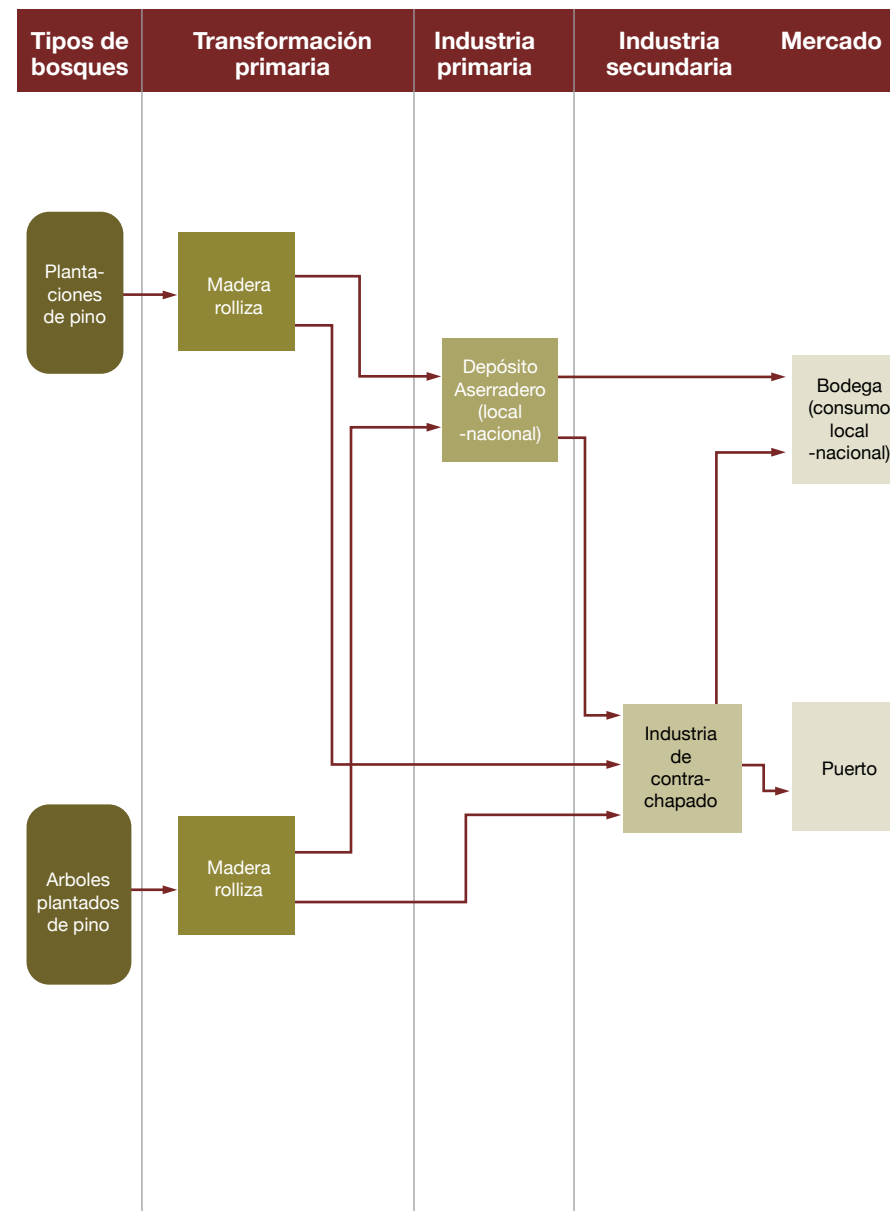 Tipos de
bosques
Transformación
primaria
Industria
primaria
Industria
secundaria
Mercado
Planta-
ciones
de pino
Madera
rolliza
Depósito
Aserradero
(local
-nacional)
Bodega
(consumo
local
-nacional)
Industria
de
contra-
chapado
Puerto
Arboles
plantados
de pino
Madera
rolliza